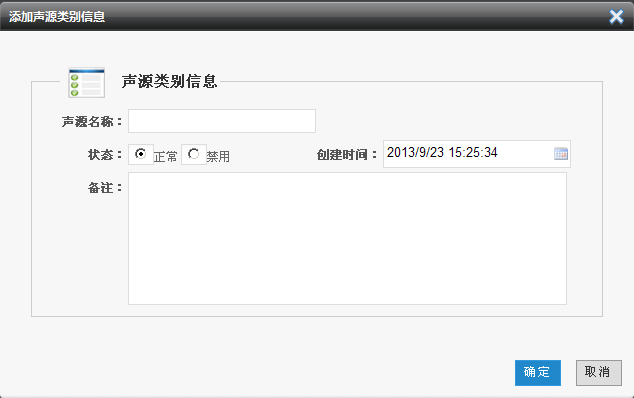 添加声源类别信息
声源类别信息
声源名称：
状态： 正常 禁用 创建时间： 2013/9/23 15:25:34
备注：
确定 取消